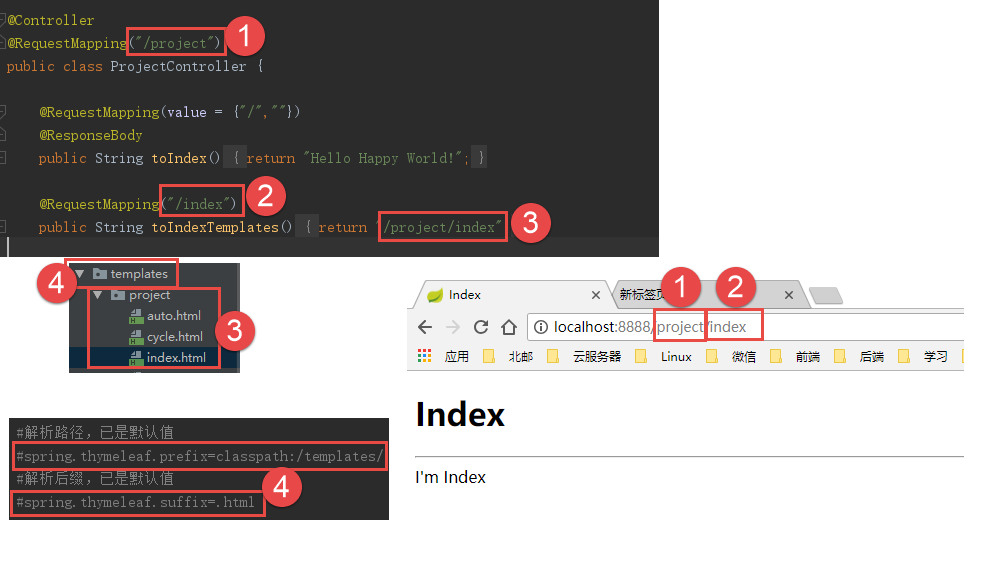 @Controller
@RequestMapping("/project")
1
public class ProjectController {
@RequestMapping(value = {"/",""})
@ResponseBody
public String toIndex() { return "Hello Happy World!"; }
@RequestMapping("/index")
2
public String toIndexTemplates() { return "/project/index"
3
4
templates
project
auto.html
cycle.html
index.html
3
Index
新标签页
1
2
localhost:8888/project/index
应用 北邮 云服务器 Linux 微信 前端 后端 学习
Index
I'm Index
#解析路径，已是默认值
#spring.thymeleaf.prefix=classpath:/templates/
#解析后缀，已是默认值
#spring.thymeleaf.suffix=.html
4